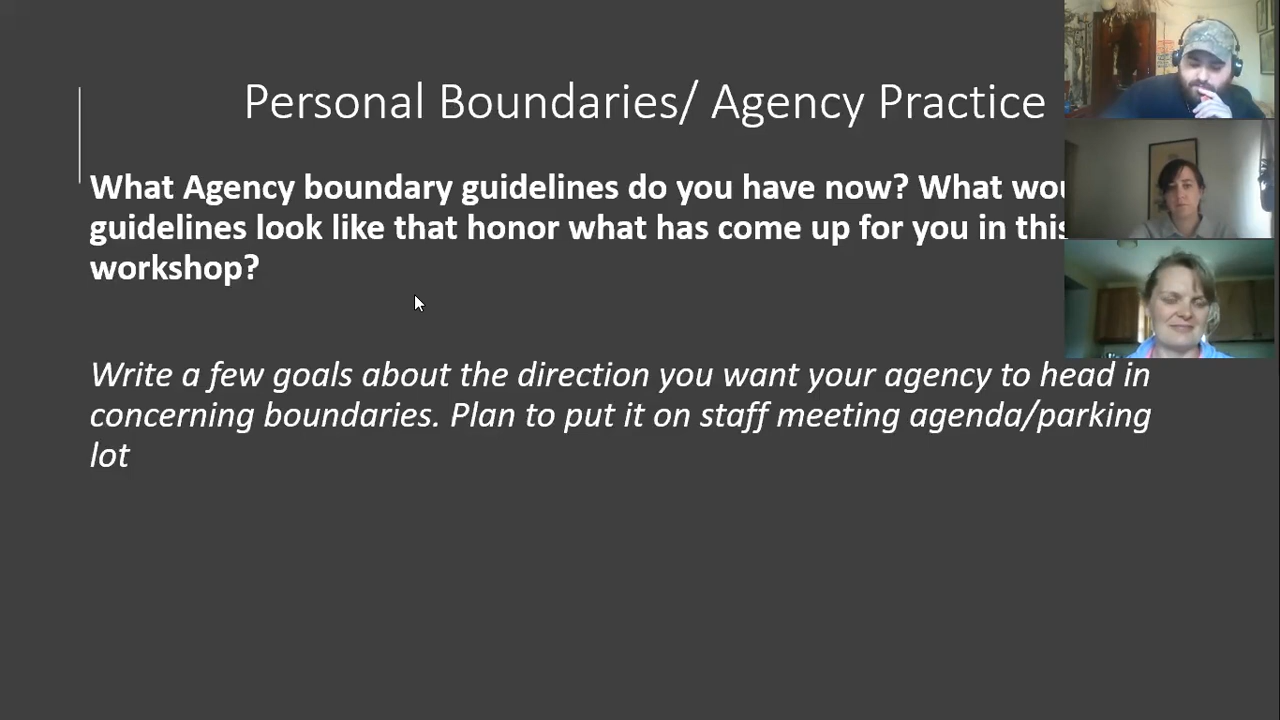 Personal Boundaries/ Agency Practice
What Agency boundary guidelines do you have now? What
guidelines look like that honor what has come up for you in this
workshop?
Write a few goals about the direction you want your agency to head in
concerning boundaries. Plan to put it on staff meeting agenda/parking
lot